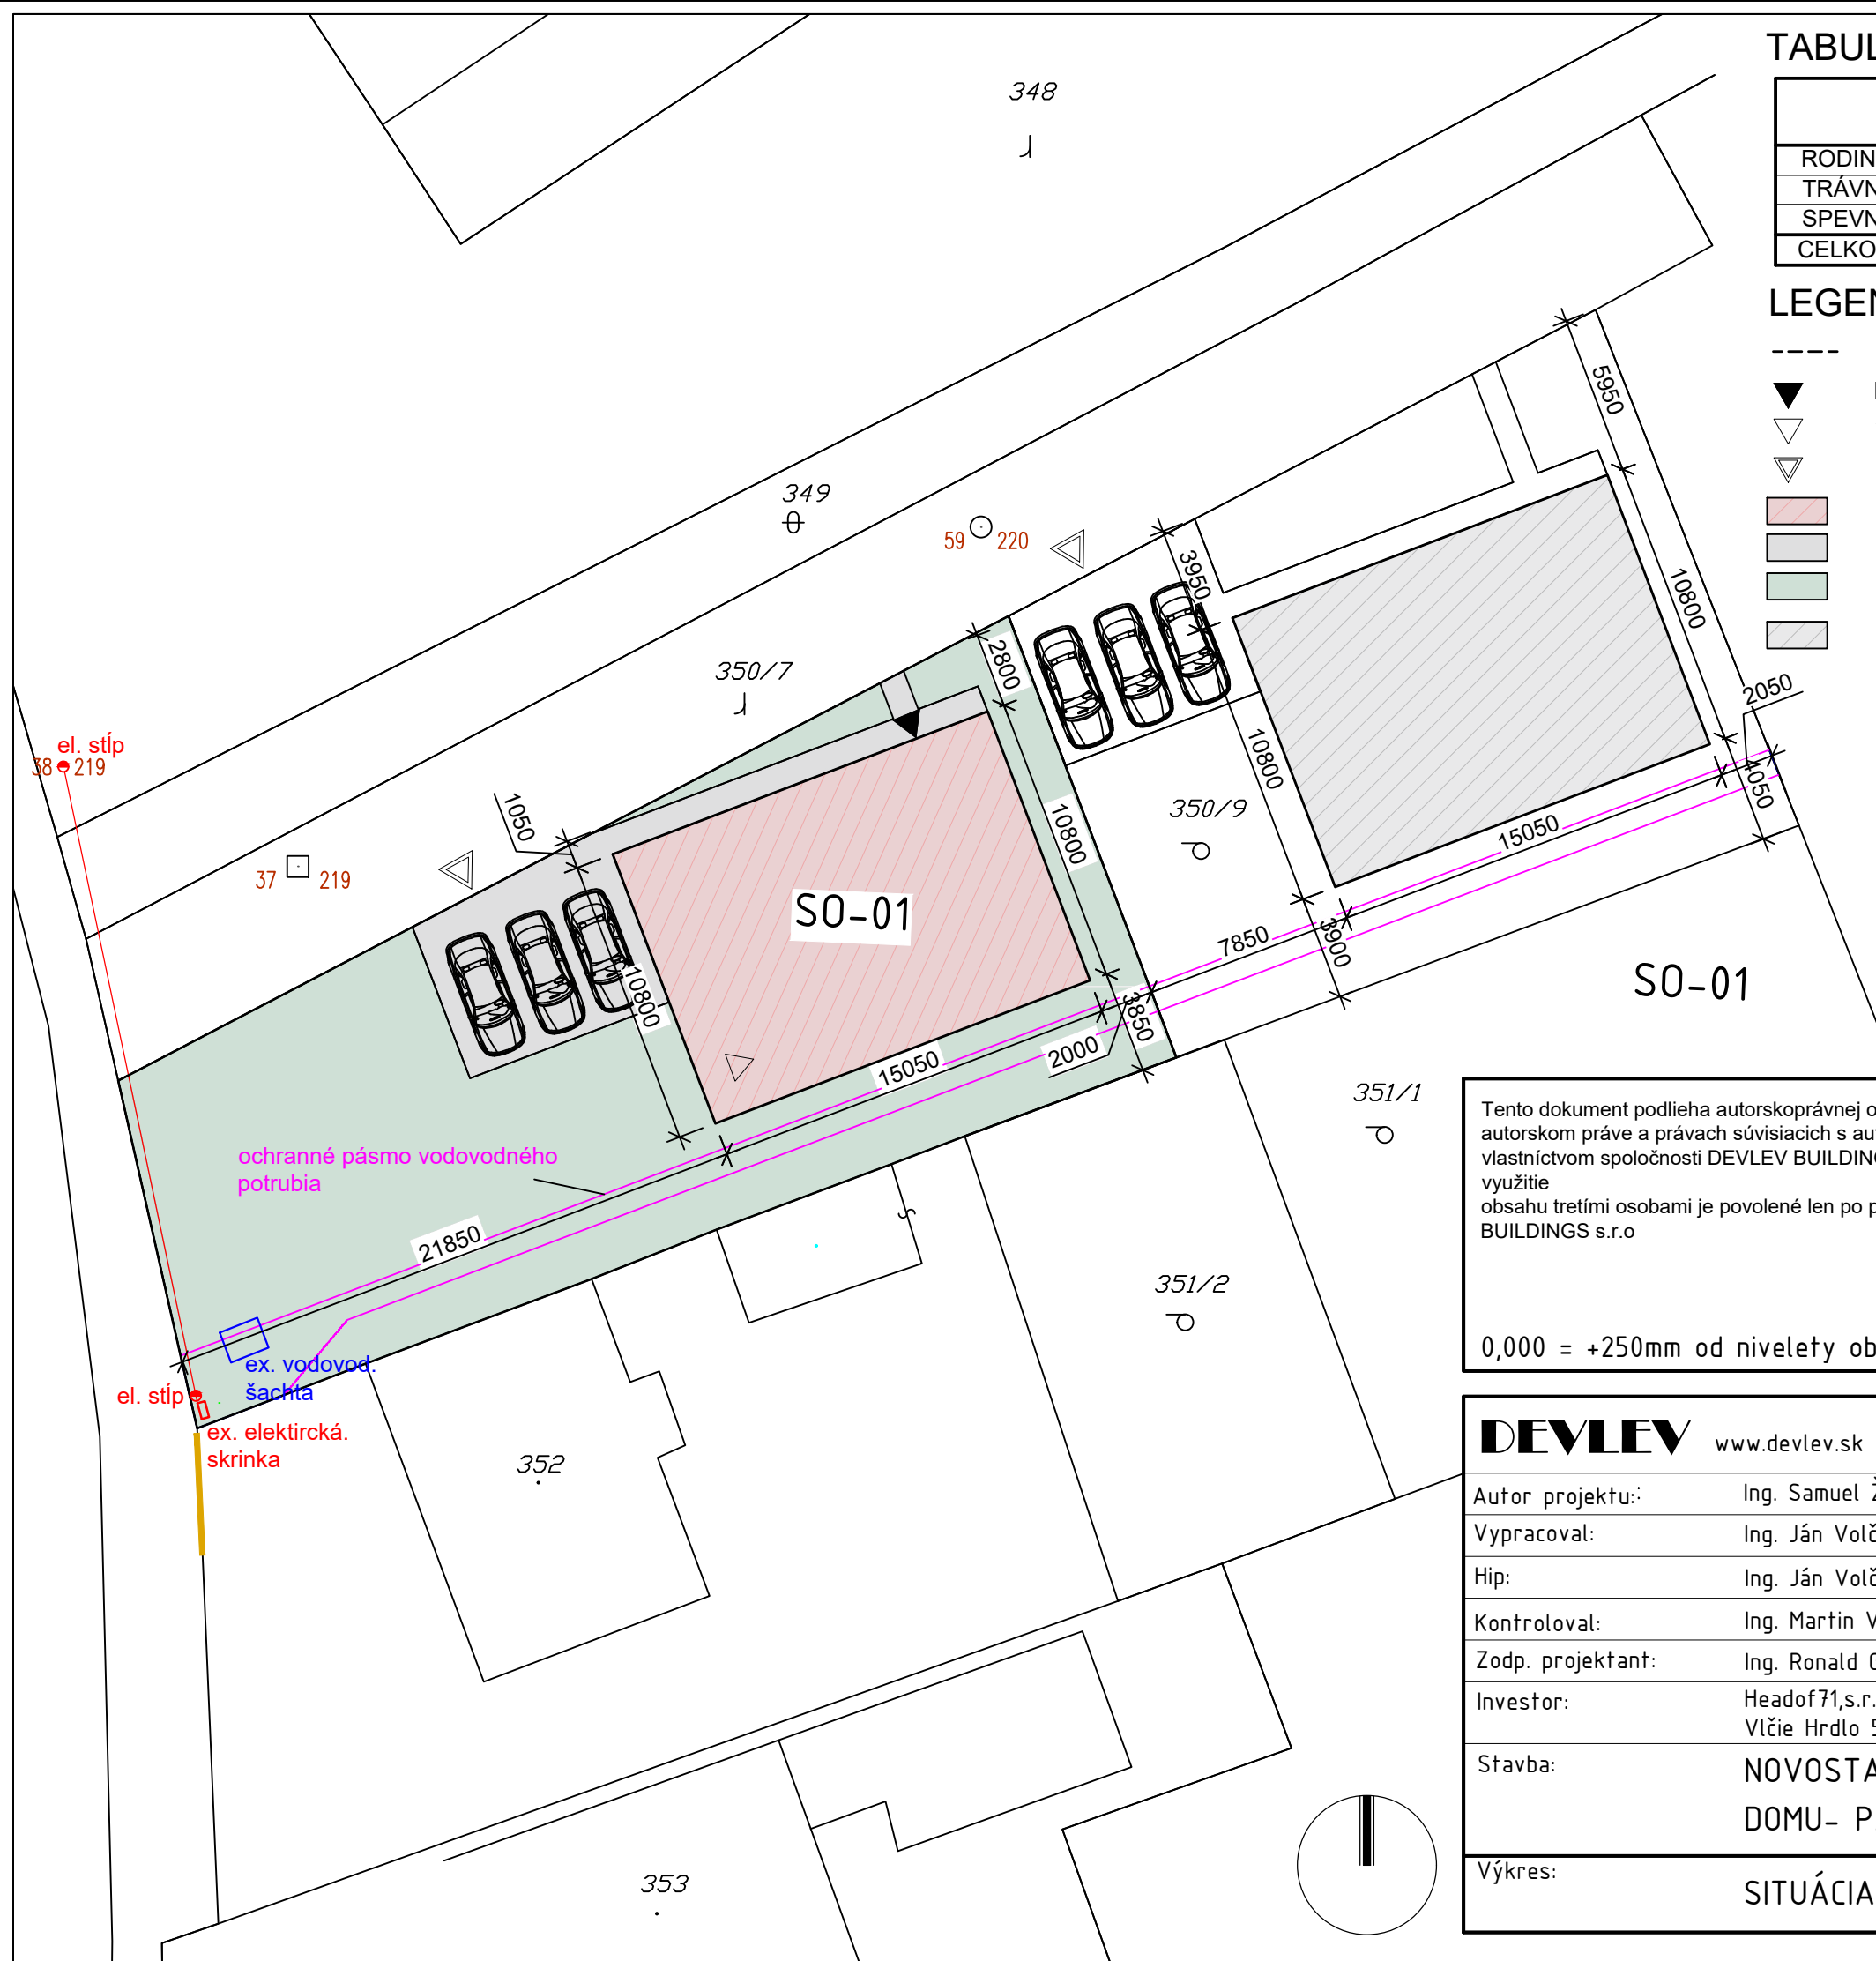 348
349
59 220
350/7
el. stĺp
38 219
37 219
1050
2800
3950
5950
10800
10800
10800
10800
2050
4050
350/9
SO-01
15050
7850
3900
SO-01
3850
2000
15050
21850
ochranné pásmo vodovodného
potrubia
351/1
351/2
ex. vodovod.
šachta
el. stĺp
ex. elektircká.
skrinka
352
353
RODIN
TRÁVN
SPEVN
CELKO
Tento dokument podlieha autorskoprávnej
autorskom práve a právach súvisiacich s
vlastníctvom spoločnosti DEVLEV
využitie
obsahu tretími osobami je povolené len po
BUILDINGS s.r.o
0,000 = +250mm od nivelety
DEVLEV www.devlev.sk
Autor projektu:: Ing. Samuel
Vypracoval: Ing. Ján
Hip: Ing. Ján
Kontroloval: Ing. Martin
Zodp. projektant: Ing. Ronald
Investor: Headof71,s.r.
Vlčie Hrdlo
Stavba: NOVOSTA
DOMU- P
Výkres: SITUÁCIA